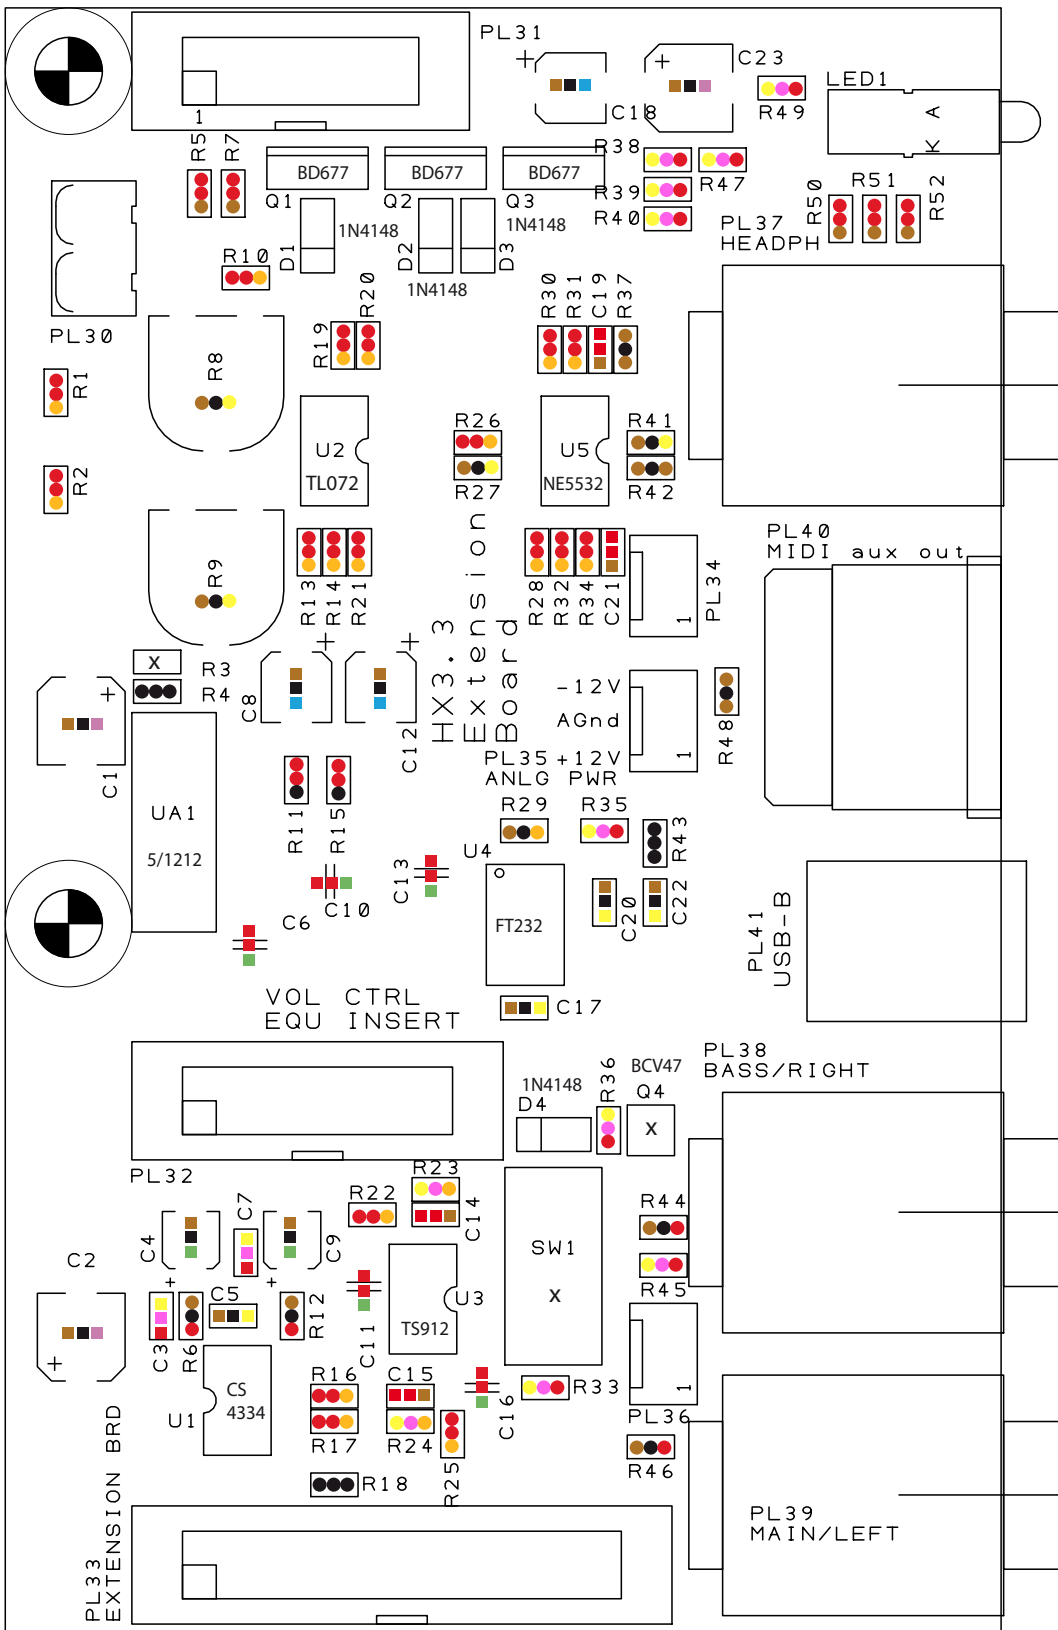 PL31
C23
LED1
1
C18
R49
K A
R5
R7
R38
R47
BD677
BD677
BD677
R39
R40
Q1
Q2
Q3
R50
R51
R52
1N4148
1N4148
PL37
HEADPH
D1
D2
D3
R10
1N4148
R20
R30
R31
C19
R37
PL30
R19
R8
R1
R26
R41
U2
TL072
U5
NE5532
R2
R27
R42
PL40
MIDI aux out
R9
R13
R14
R21
R28
R32
R34
C21
PL34
1
HX3.3
Extension
Board
X
R3
R4
C8
C12
-12V
AGnd
+12V
1
R48
C1
PL35
ANLG PWR
UA1
5/1212
R11
R15
R29
R35
R43
U4
C13
C10
C6
FT232
C20
C22
PL41
USB-B
VOL CTRL
EQU INSERT
C17
PL38
BASS/RIGHT
1N4148
D4
R36
BCV47
Q4
X
PL32
R23
R22
C14
R44
C7
C4
C9
C2
SW1
X
R45
C5
U3
TS912
C3
R6
R12
C11
R16
C15
R33
1
CS
4334
U1
C16
PL36
R17
R24
R25
R46
R18
PL33
EXTENSION BRD
PL39
MAIN/LEFT